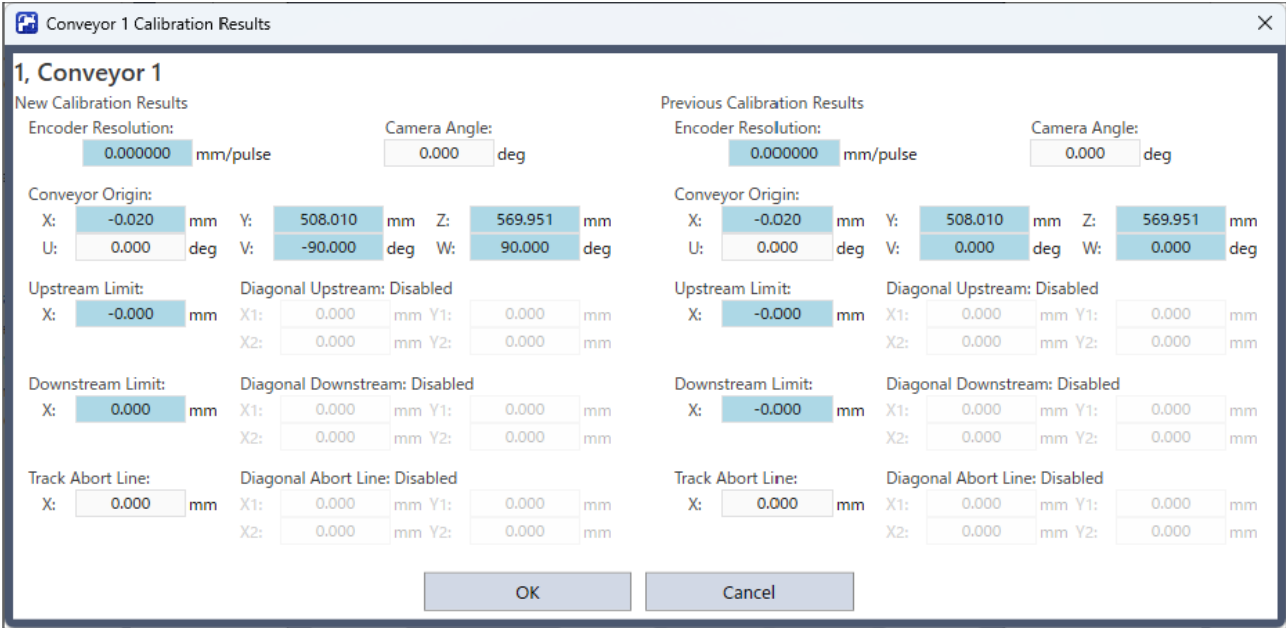 Conveyor 1 Calibration Results
1, Conveyor 1
New Calibration Results Previous Calibration Results
Encoder Resolution: Camera Angle: Encoder Resolution: Camera Angle:
0.000000 mm/pulse 0.000 deg 0.000000 mm/pulse 0.000 deg
Conveyor Origin: Conveyor Origin:
X: -0.020 mm Y: 508.010 mm Z: 569.951 mm X: -0.020 mm Y: 508.010 mm Z: 569.951 mm
U: 0.000 deg V: -90.000 deg W: 90.000 deg U: 0.000 deg V: 0.000 deg W: 0.000 deg
Upstream Limit: Diagonal Upstream: Disabled Upstream Limit: Diagonal Upstream: Disabled
X: -0.000 mm X1: 0.000 mm Y1: 0.000 mm X: -0.000 mm X1: 0.000 mm Y1: 0.000 mm
X2: 0.000 mm Y2: 0.000 mm X2: 0.000 mm Y2: 0.000 mm
Downstream Limit: Diagonal Downstream: Disabled Downstream Limit: Diagonal Downstream: Disabled
X: 0.000 mm X1: 0.000 mm Y1: 0.000 mm X: -0.000 mm X1: 0.000 mm Y1: 0.000 mm
X2: 0.000 mm Y2: 0.000 mm X2: 0.000 mm Y2: 0.000 mm
Track Abort Line: Diagonal Abort Line: Disabled Track Abort Line: Diagonal Abort Line: Disabled
X: 0.000 mm X1: 0.000 mm Y1: 0.000 mm X: 0.000 mm X1: 0.000 mm Y1: 0.000 mm
X2: 0.000 mm Y2: 0.000 mm X2: 0.000 mm Y2: 0.000 mm
OK Cancel